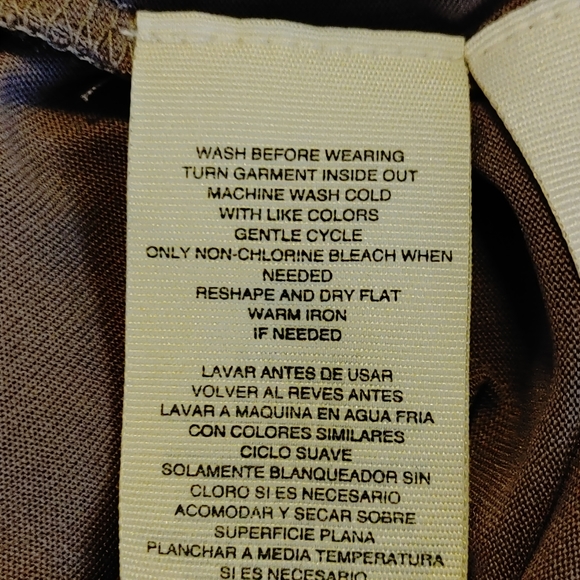 WASH BEFORE WEARING
TURN GARMENT INSIDE OUT
MACHINE WASH COLD
WITH LIKE COLORS
GENTLE CYCLE
ONLY NON-CHLORINE BLEACH WHEN
NEEDED
RESHAPE AND DRY FLAT
WARM IRON
IF NEEDED
LAVAR ANTES DE USAR
VOLVER AL REVES ANTES
LAVAR A MAQUINA EN AGUA FRIA
CON COLORES SIMILARES
CICLO SUAVE
SOLAMENTE BLANQUEADOR SIN
CLORO SI ES NECESARIO
ACOMODAR Y SECAR SOBRE
SUPERFICIE PLANA
PLANCHAR A MEDIA TEMPERATURA
SI ES NECESARIO